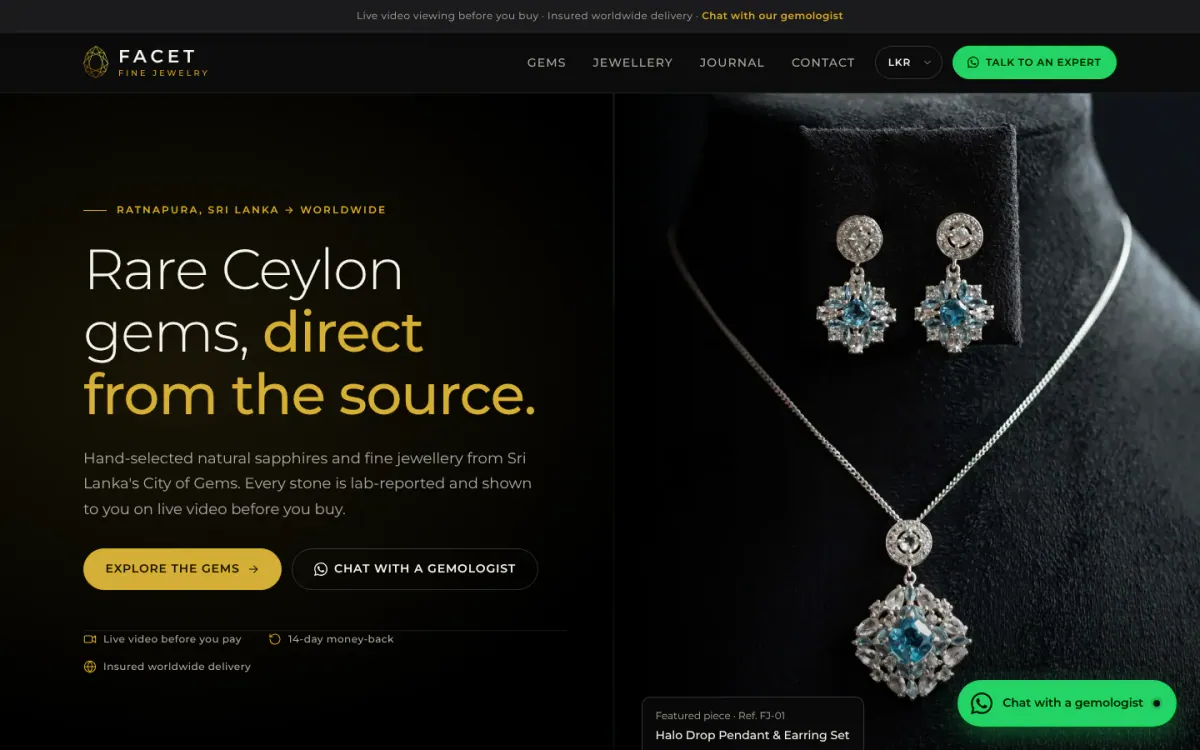 Live video viewing before you buy · Insured worldwide delivery · Chat with our gemologist
FACET
FINE JEWELRY
GEMS
JEWELLERY
JOURNAL
CONTACT
LKR
TALK TO AN EXPERT
RATNAPURA, SRI LANKA → WORLDWIDE
Rare Ceylon
gems, direct
from the source.
Hand-selected natural sapphires and fine jewellery from Sri
Lanka's City of Gems. Every stone is lab-reported and shown
to you on live video before you buy.
EXPLORE THE GEMS →
CHAT WITH A GEMOLOGIST
Live video before you pay
14-day money-back
Insured worldwide delivery
Featured piece · Ref. FJ-01
Halo Drop Pendant & Earring Set
Chat with a gemologist